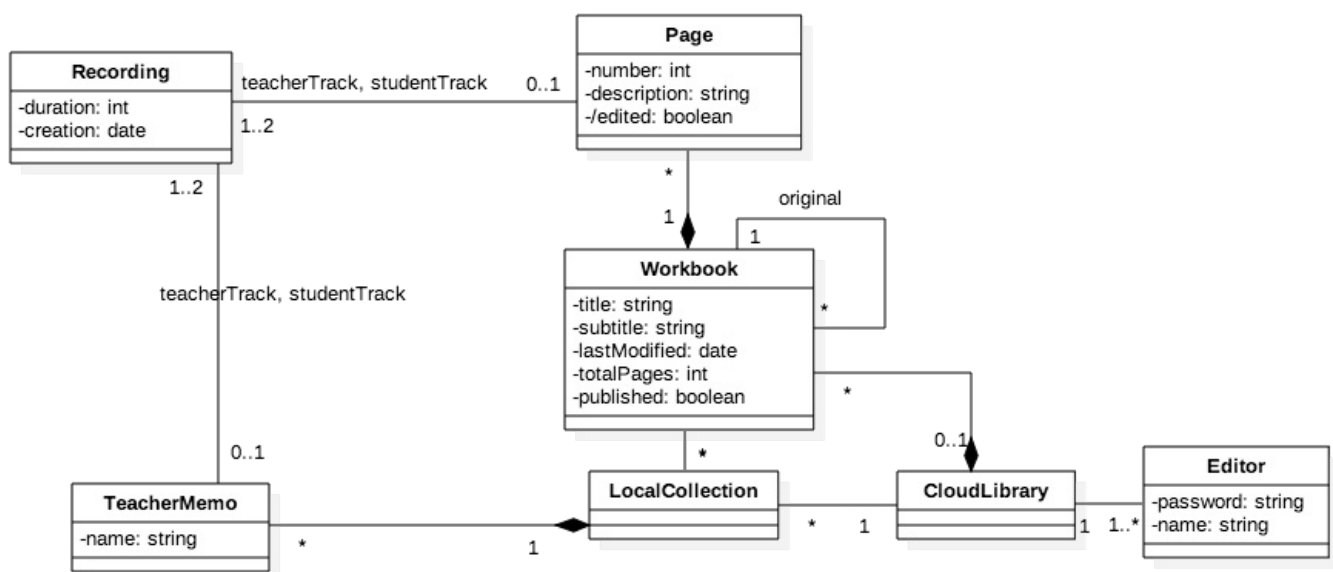 Page
-number: int
-description: string
-/edited: boolean
Recording
-duration: int
-creation: date
teacherTrack, studentTrack
0..1
1..2
1..2
*
1
original
1
*
Workbook
-title: string
-subtitle: string
-lastModified: date
-totalPages: int
-published: boolean
teacherTrack, studentTrack
*
0..1
0..1
*
TeacherMemo
-name: string
*
1
LocalCollection
*
1
CloudLibrary
1
1..*
Editor
-password: string
-name: string